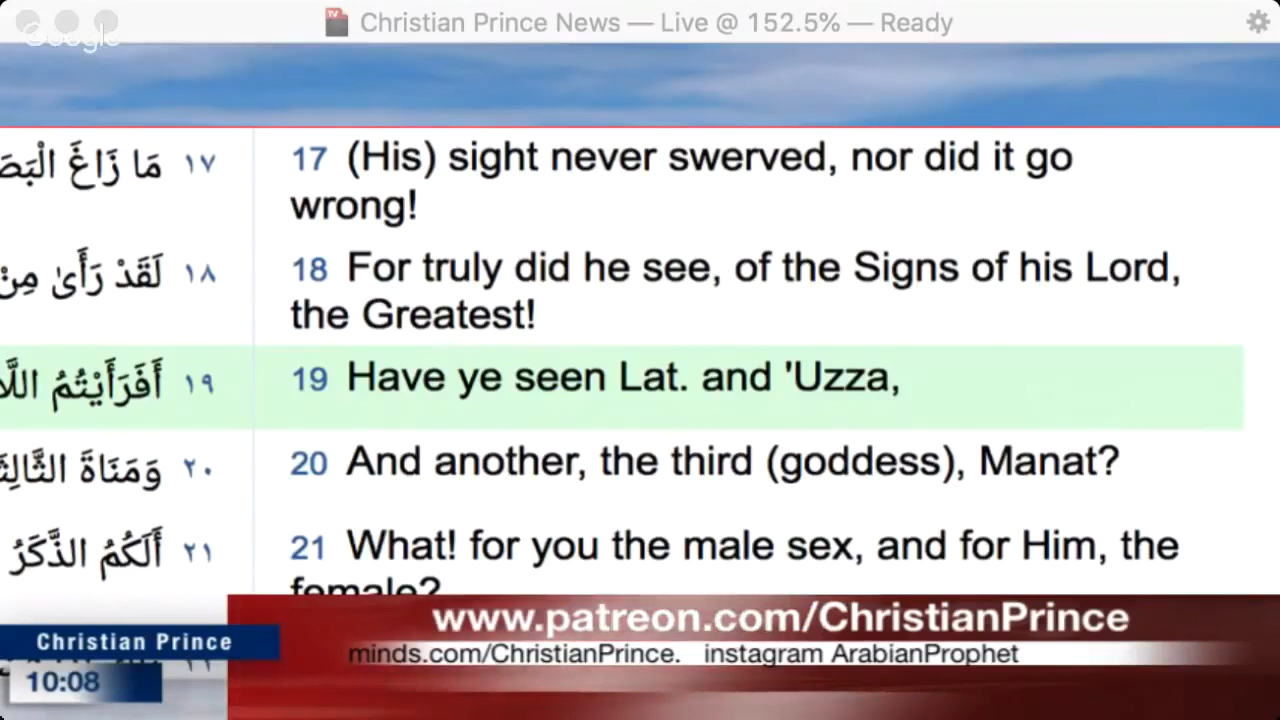 Christian Prince News — Live @ 152.5% — Ready
Google
١٧ مَا زَاغَ
17 (His) sight never swerved, nor did it go
wrong!
١٨ لَقَدْ رَأَىٰ مِنْ
18 For truly did he see, of the Signs of his Lord,
the Greatest!
١٩ أَفَرَأَيْتُمُ
19 Have ye seen Lat. and 'Uzza,
٢٠ وَمَنَاةَ
20 And another, the third (goddess), Manat?
٢١ أَلَكُمُ الذَّكَرُ
21 What! for you the male sex, and for Him, the
female?
www.patreon.com/ChristianPrince
Christian Prince
minds.com/ChristianPrince. instagram ArabianProphet
10:08